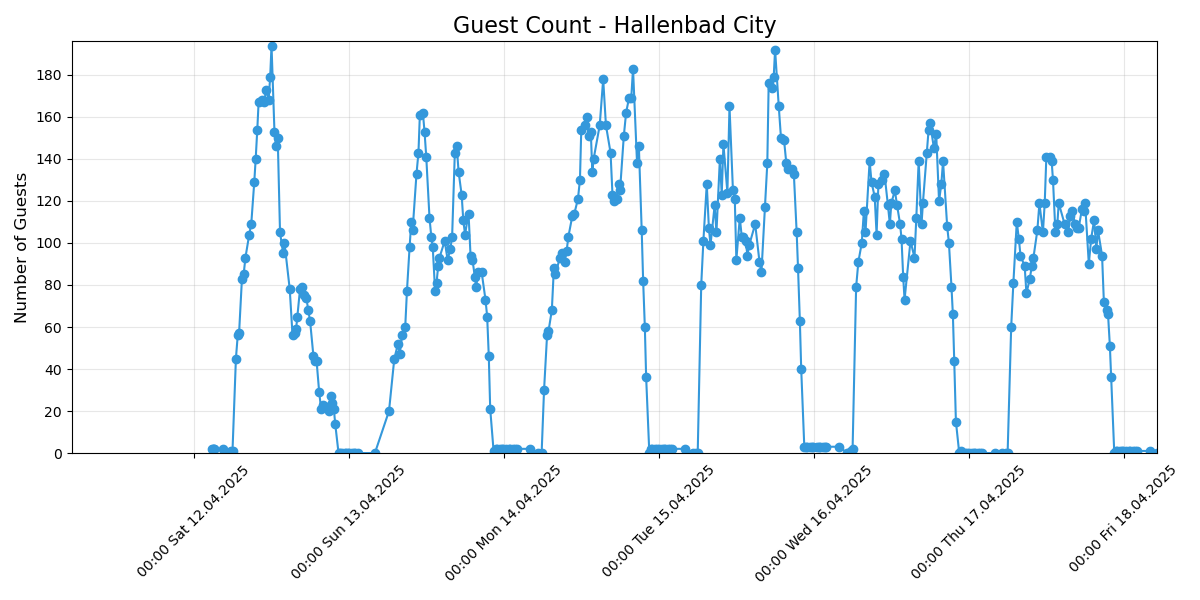 Guest Count - Hallenbad City
Number of Guests
180
160
140
120
100
80
60
40
20
0
00:00 Sat 12.04.2025
00:00 Sun 13.04.2025
00:00 Mon 14.04.2025
00:00 Tue 15.04.2025
00:00 Wed 16.04.2025
00:00 Thu 17.04.2025
00:00 Fri 18.04.2025